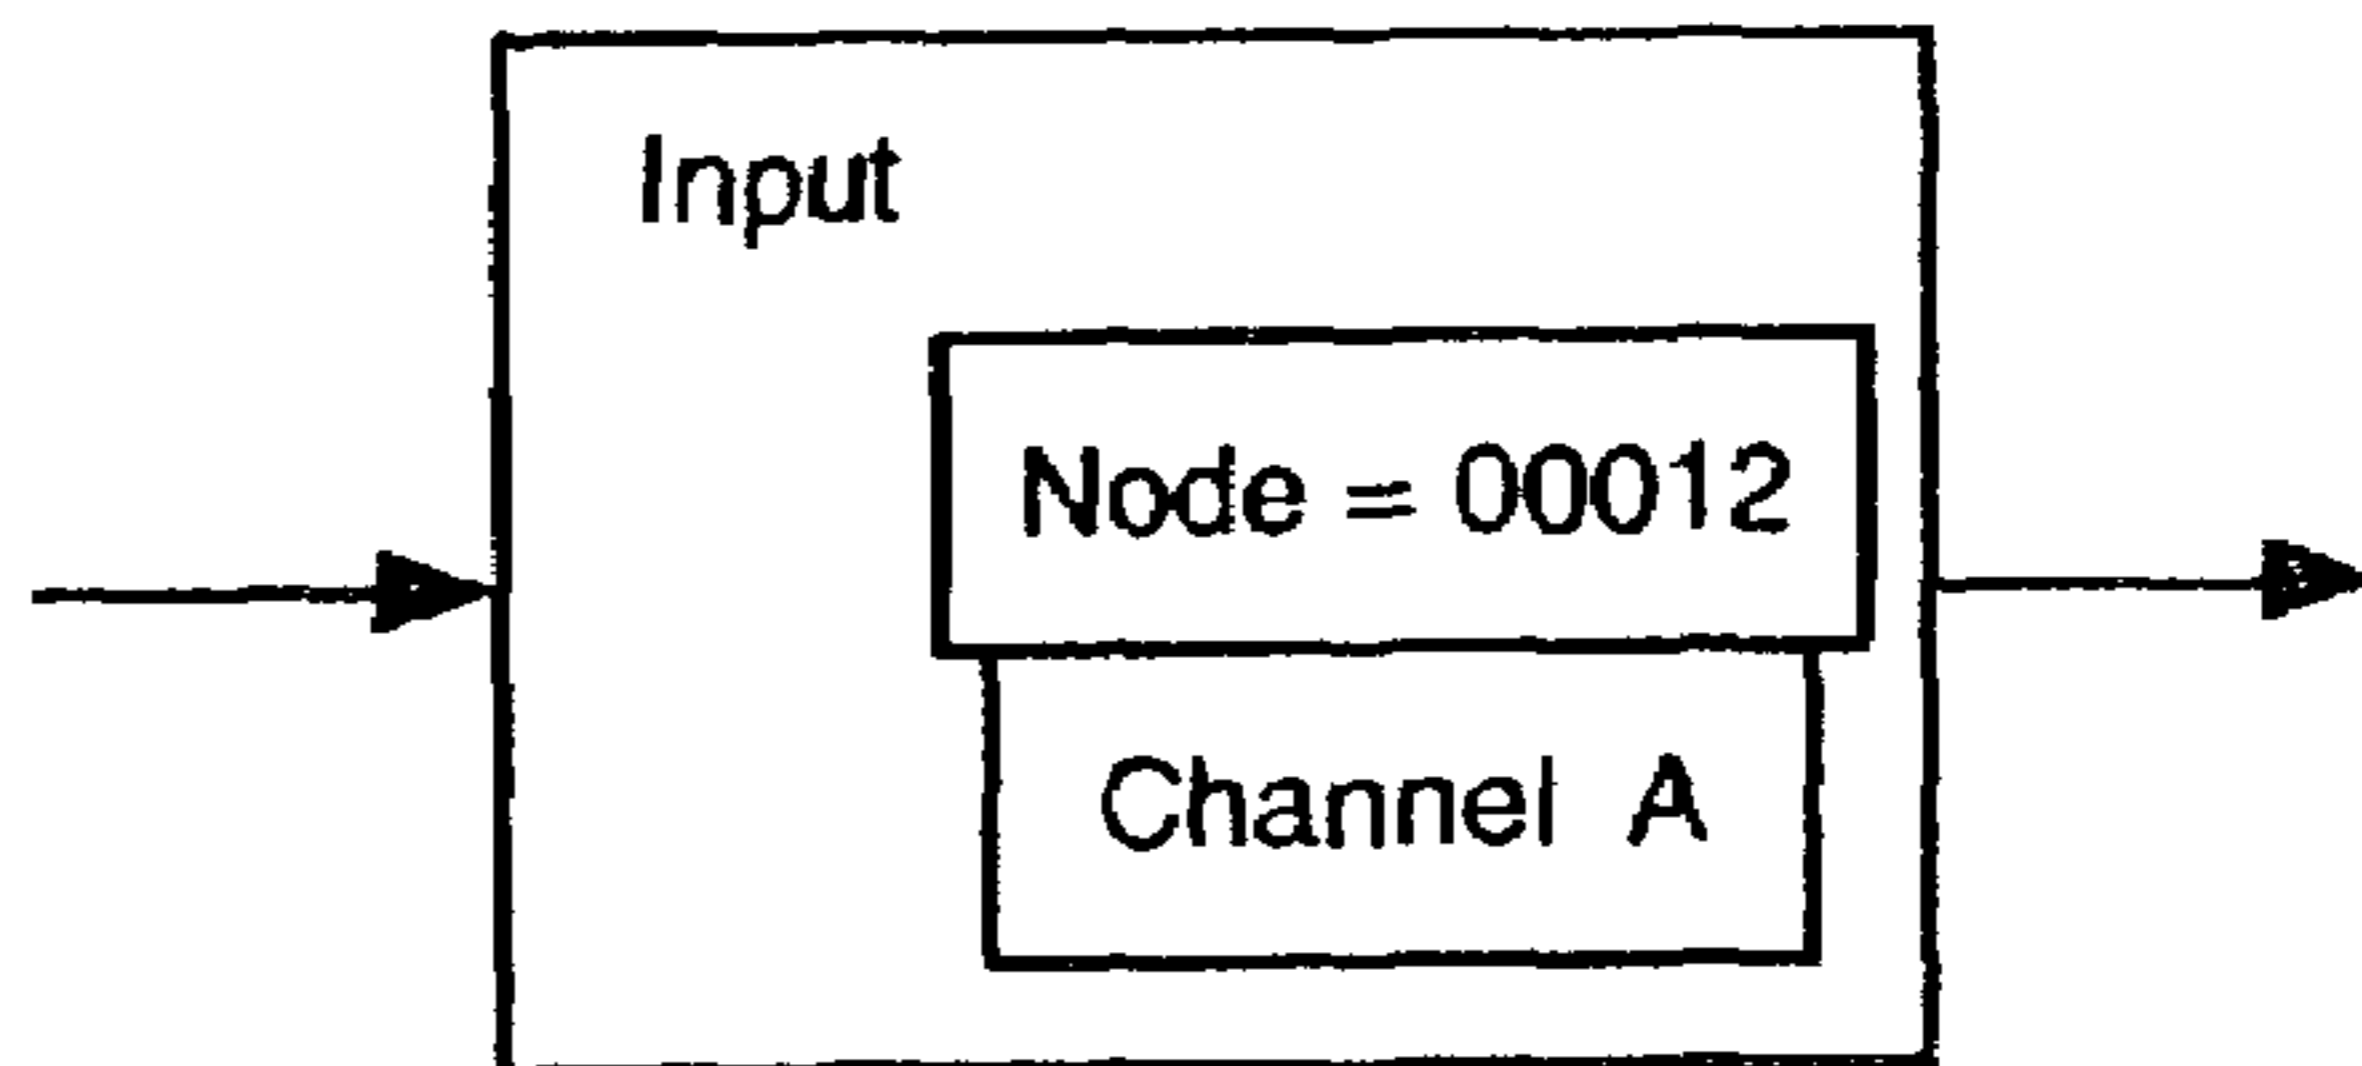 Input
Node = 00012
Channel A